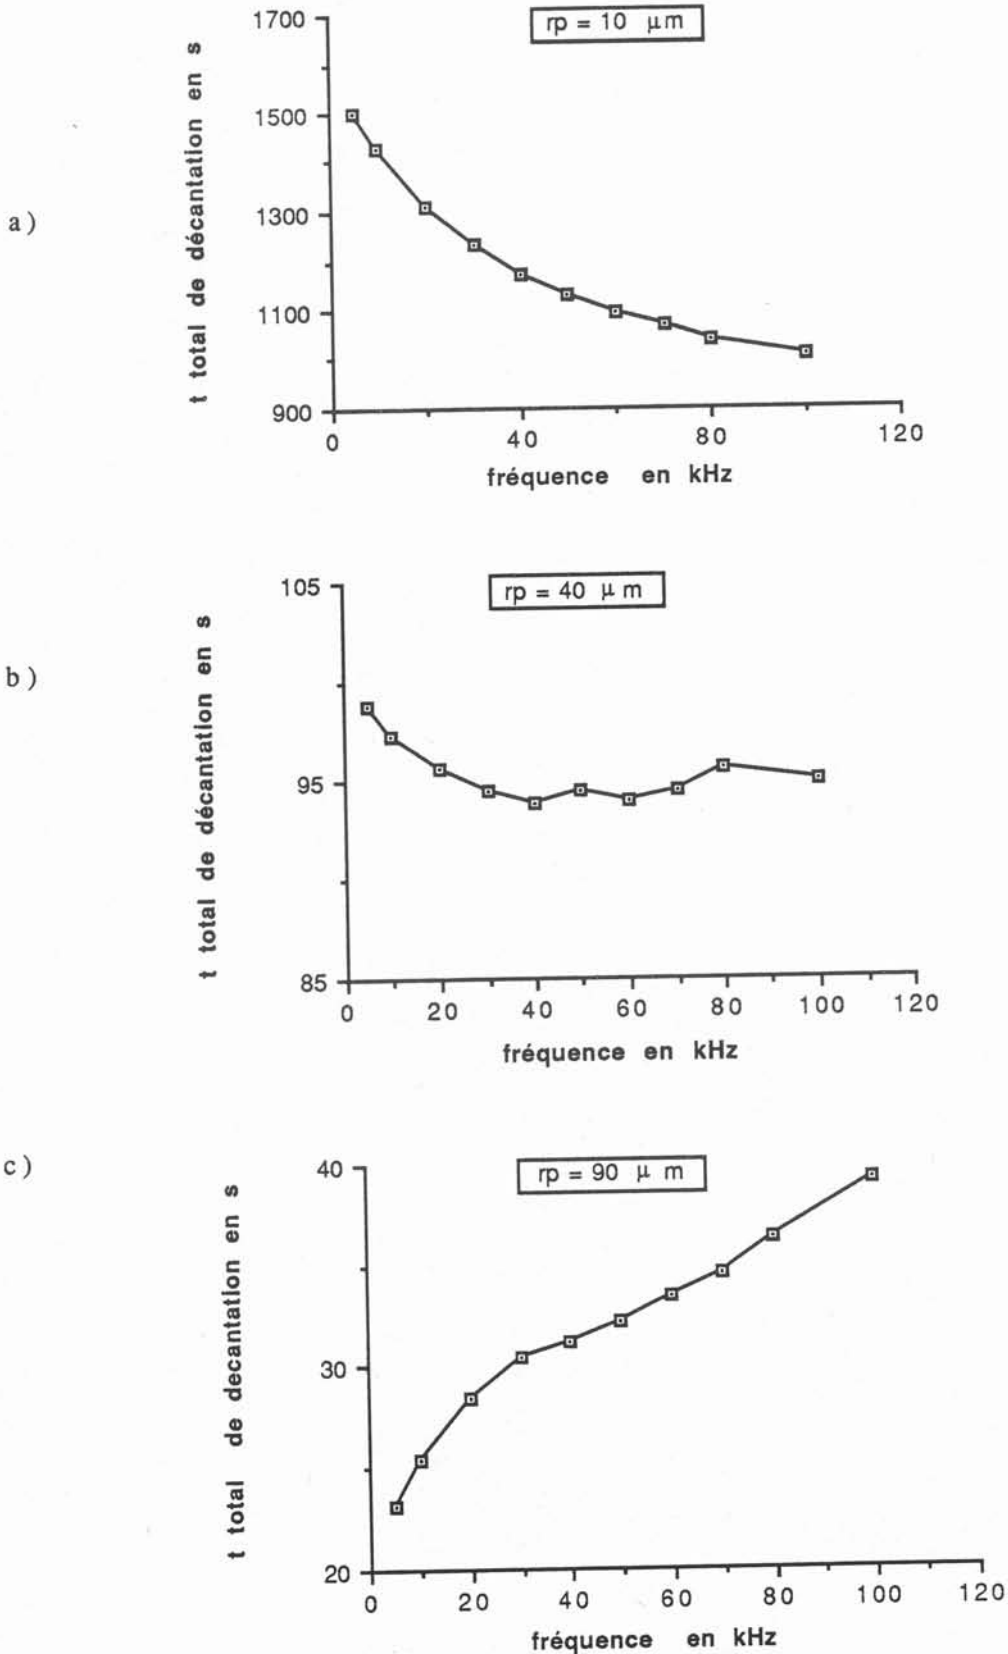 a)
rp = 10 µm
t total de décantation en s
1700
1500
1300
1100
900
0 40 80 120
fréquence en kHz
b)
rp = 40 µ m
t total de décantation en s
105
95
85
0 20 40 60 80 100 120
fréquence en kHz
c)
rp = 90 µ m
t total de decantation en s
40
30
20
0 20 40 60 80 100 120
fréquence en kHz